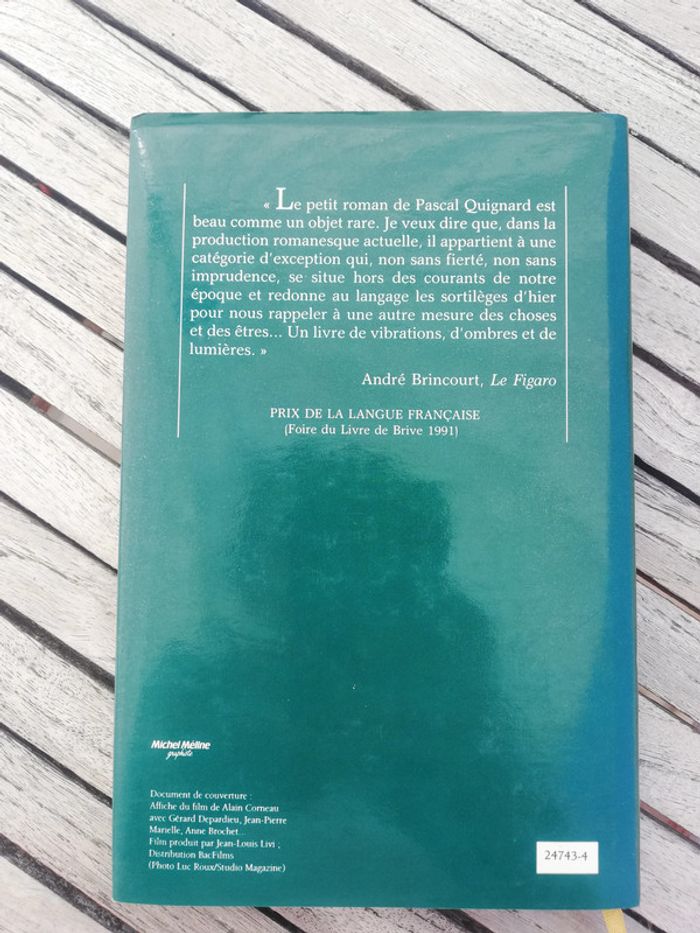 « Le petit roman de Pascal Quignard est
beau comme un objet rare. Je veux dire que, dans la
production romanesque actuelle, il appartient à une
catégorie d'exception qui, non sans fierté, non sans
imprudence, se situe hors des courants de notre
époque et redonne au langage les sortilèges d'hier
pour nous rappeler à une autre mesure des choses
et des êtres... Un livre de vibrations, d'ombres et de
lumières. »
André Brincourt, Le Figaro
PRIX DE LA LANGUE FRANÇAISE
(Foire du Livre de Brive 1991)
Michel Méline
graphiste
Document de couverture :
Affiche du film de Alain Corneau
avec Gérard Depardieu, Jean-Pierre
Marielle, Anne Brochet...
Film produit par Jean-Louis Livi ,
Distribution BacFilms
(Photo Luc Roux/Studio Magazine)
24743-4